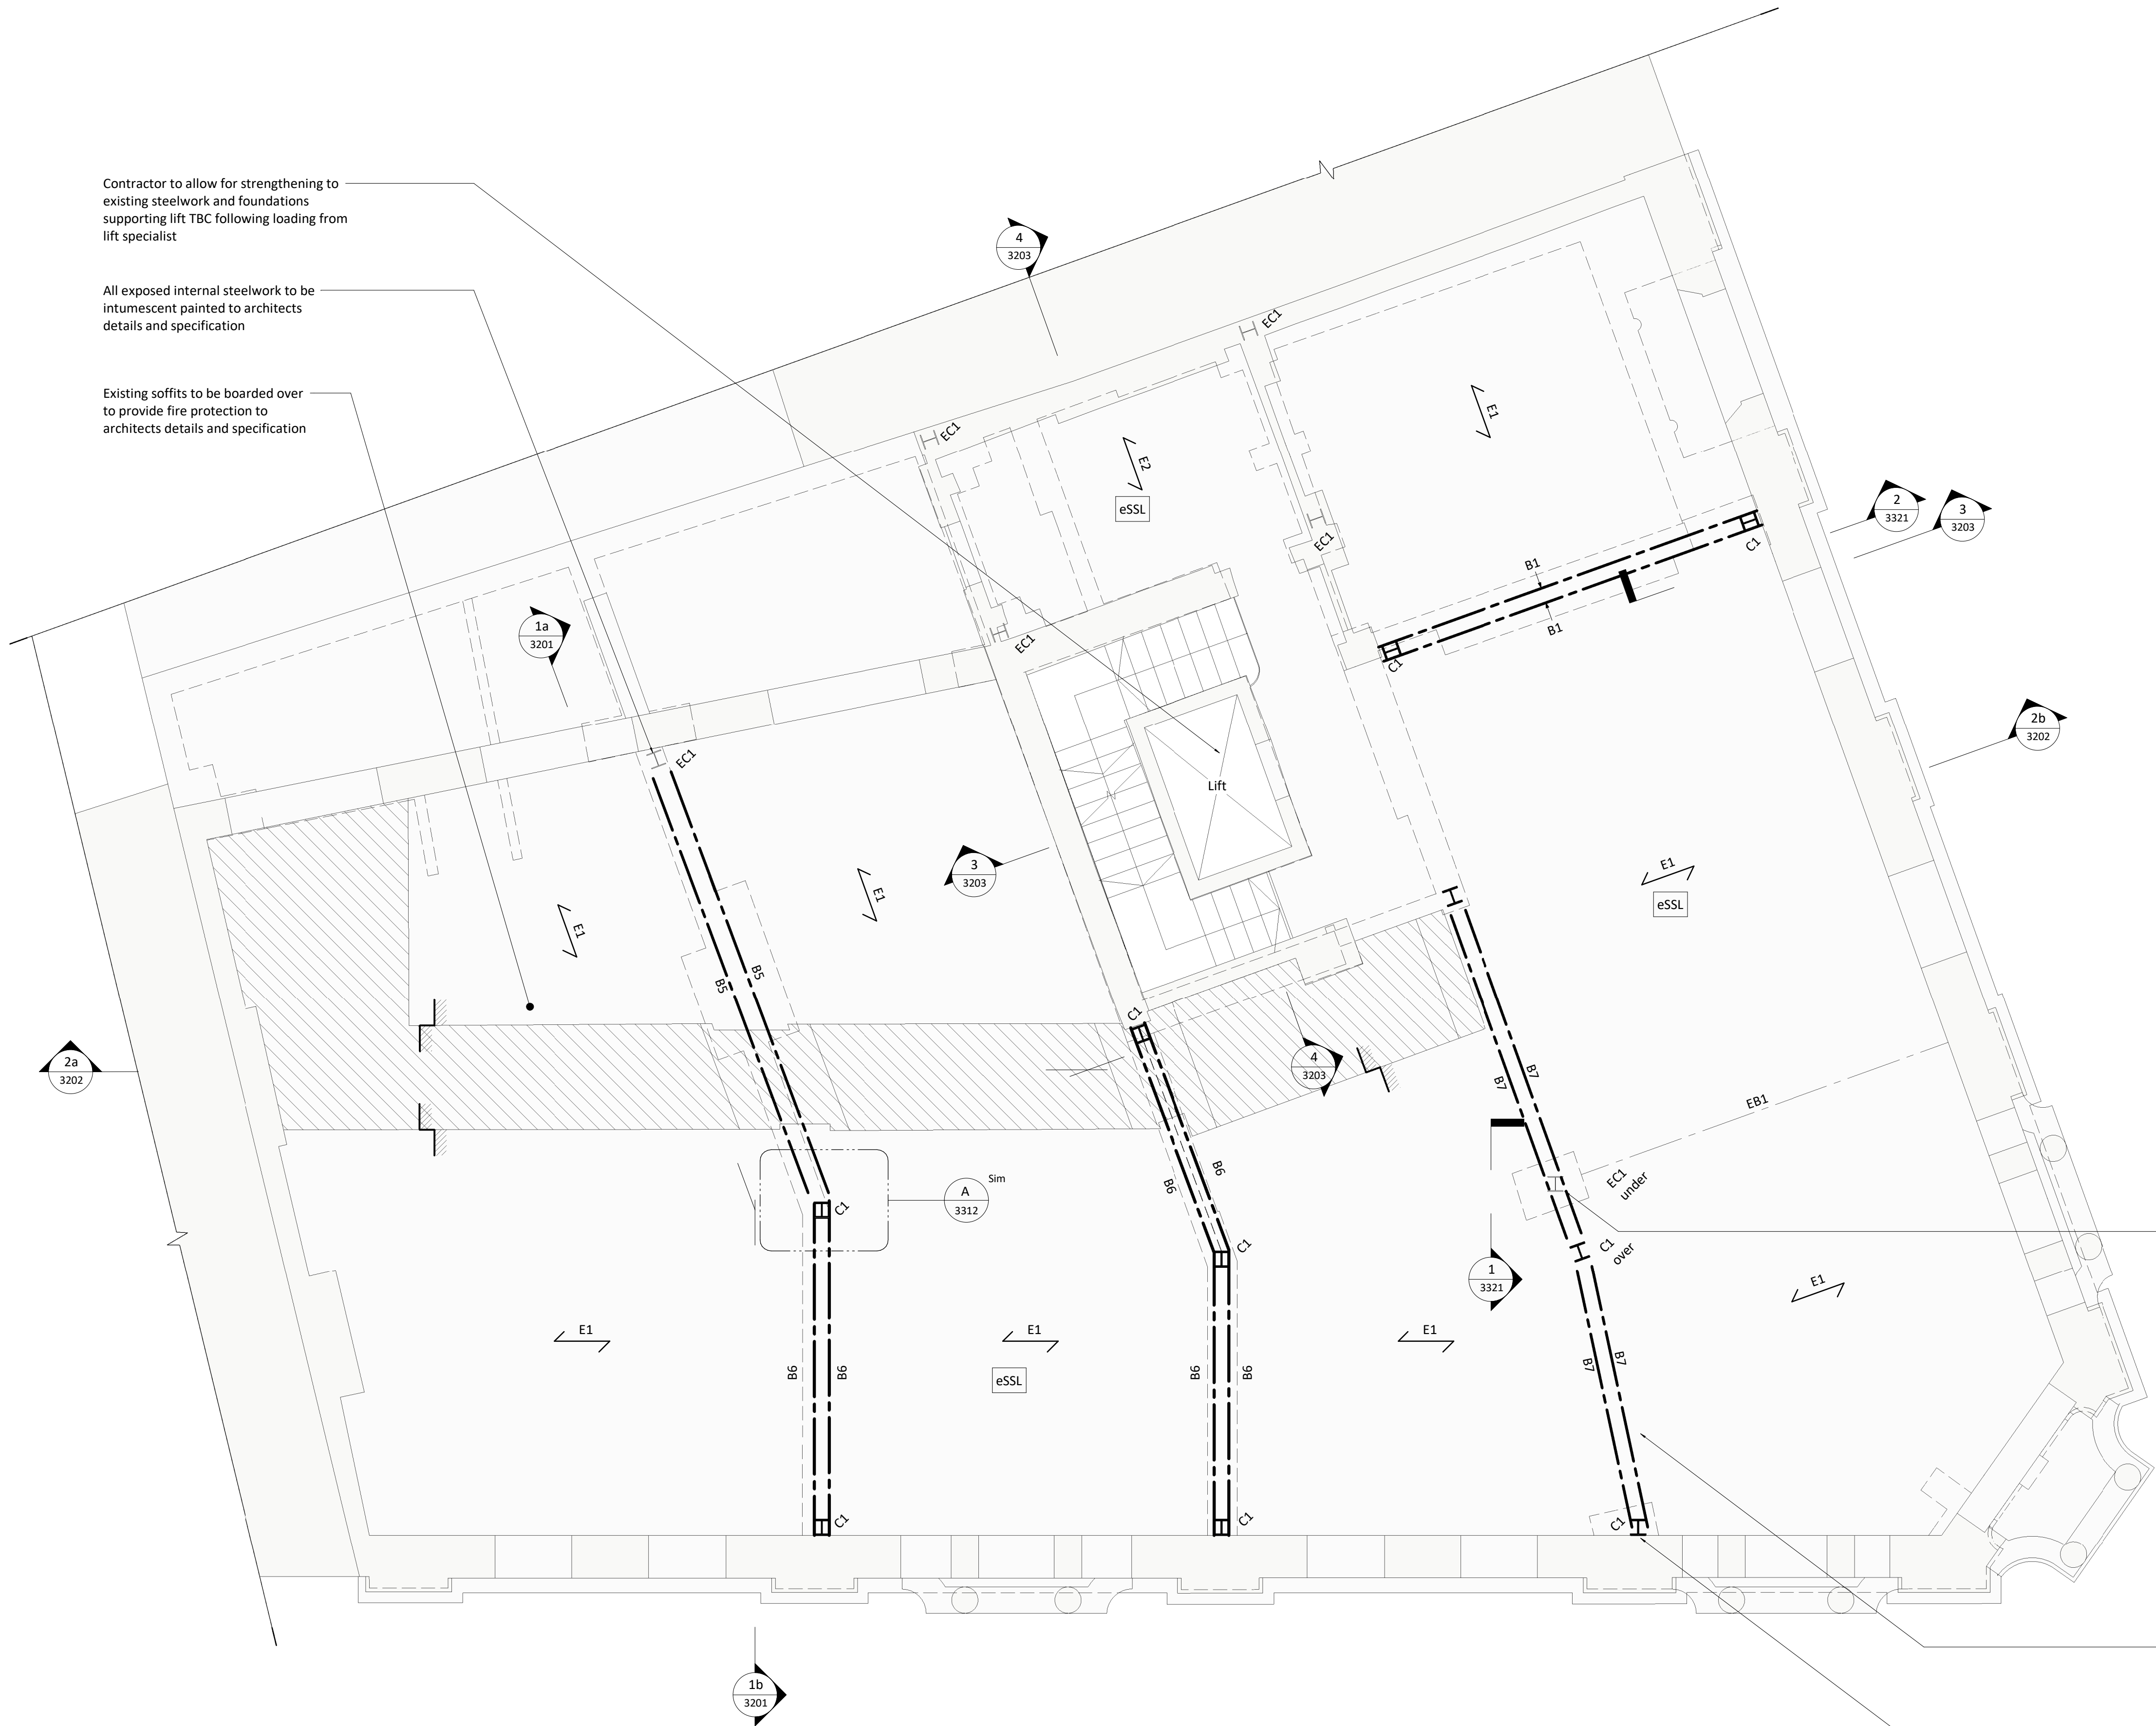 Contractor to allow for strengthening to
existing steelwork and foundations
supporting lift TBC following loading from
lift specialist
All exposed internal steelwork to be
intumescent painted to architects
details and specification
Existing soffits to be boarded over
to provide fire protection to
architects details and specification
4
3203
EC1
EC1
E1
E2
eSSL
2
3321
3
3203
EC1
C1
B1
B1
1a
3201
EC1
C1
2b
3202
EC1
Lift
3
3203
E1
E1
E1
eSSL
B5
B5
C1
4
3203
2a
3202
B7
B7
EB1
B6
B6
EC1
under
A
3312
Sim
C1
C1
C1
over
1
3321
E1
E1
E1
E1
eSSL
B6
B6
B6
B6
B7
B7
C1
C1
C1
1b
3201